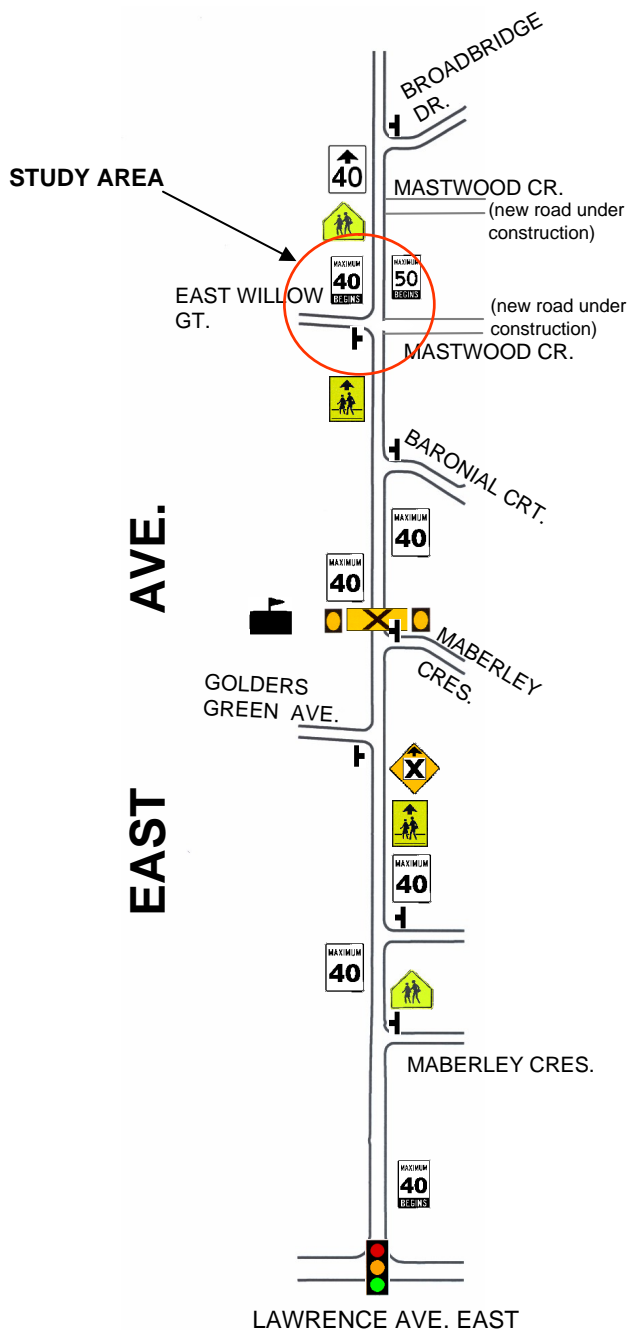 BROADBRIDGE
DR.
40
STUDY AREA
MASTWOOD CR.
(new road under
construction)
MAXIMUM
40
BEGINS
MAXIMUM
50
BEGINS
EAST WILLOW
GT.
(new road under
construction)
MASTWOOD CR.
BARONIAL CRT.
MAXIMUM
40
MAXIMUM
40
AVE.
X
MABERLEY
CRES.
GOLDERS
GREEN AVE.
X
EAST
MAXIMUM
40
MAXIMUM
40
MABERLEY CRES.
MAXIMUM
40
BEGINS
LAWRENCE AVE. EAST